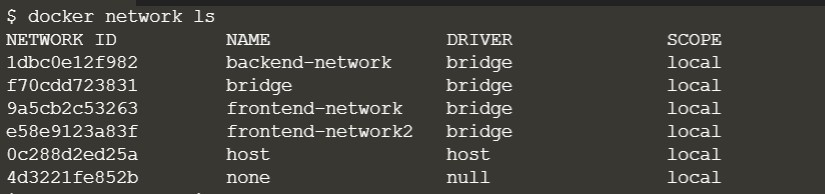 $ docker network ls
NETWORK ID          NAME                DRIVER              SCOPE
1dbc0e12f982        backend-network     bridge              local
f70cdd723831        bridge              bridge              local
9a5cb2c53263        frontend-network    bridge              local
e58e9123a83f        frontend-network2   bridge              local
0c288d2ed25a        host                host                local
4d3221fe852b        none                null                local